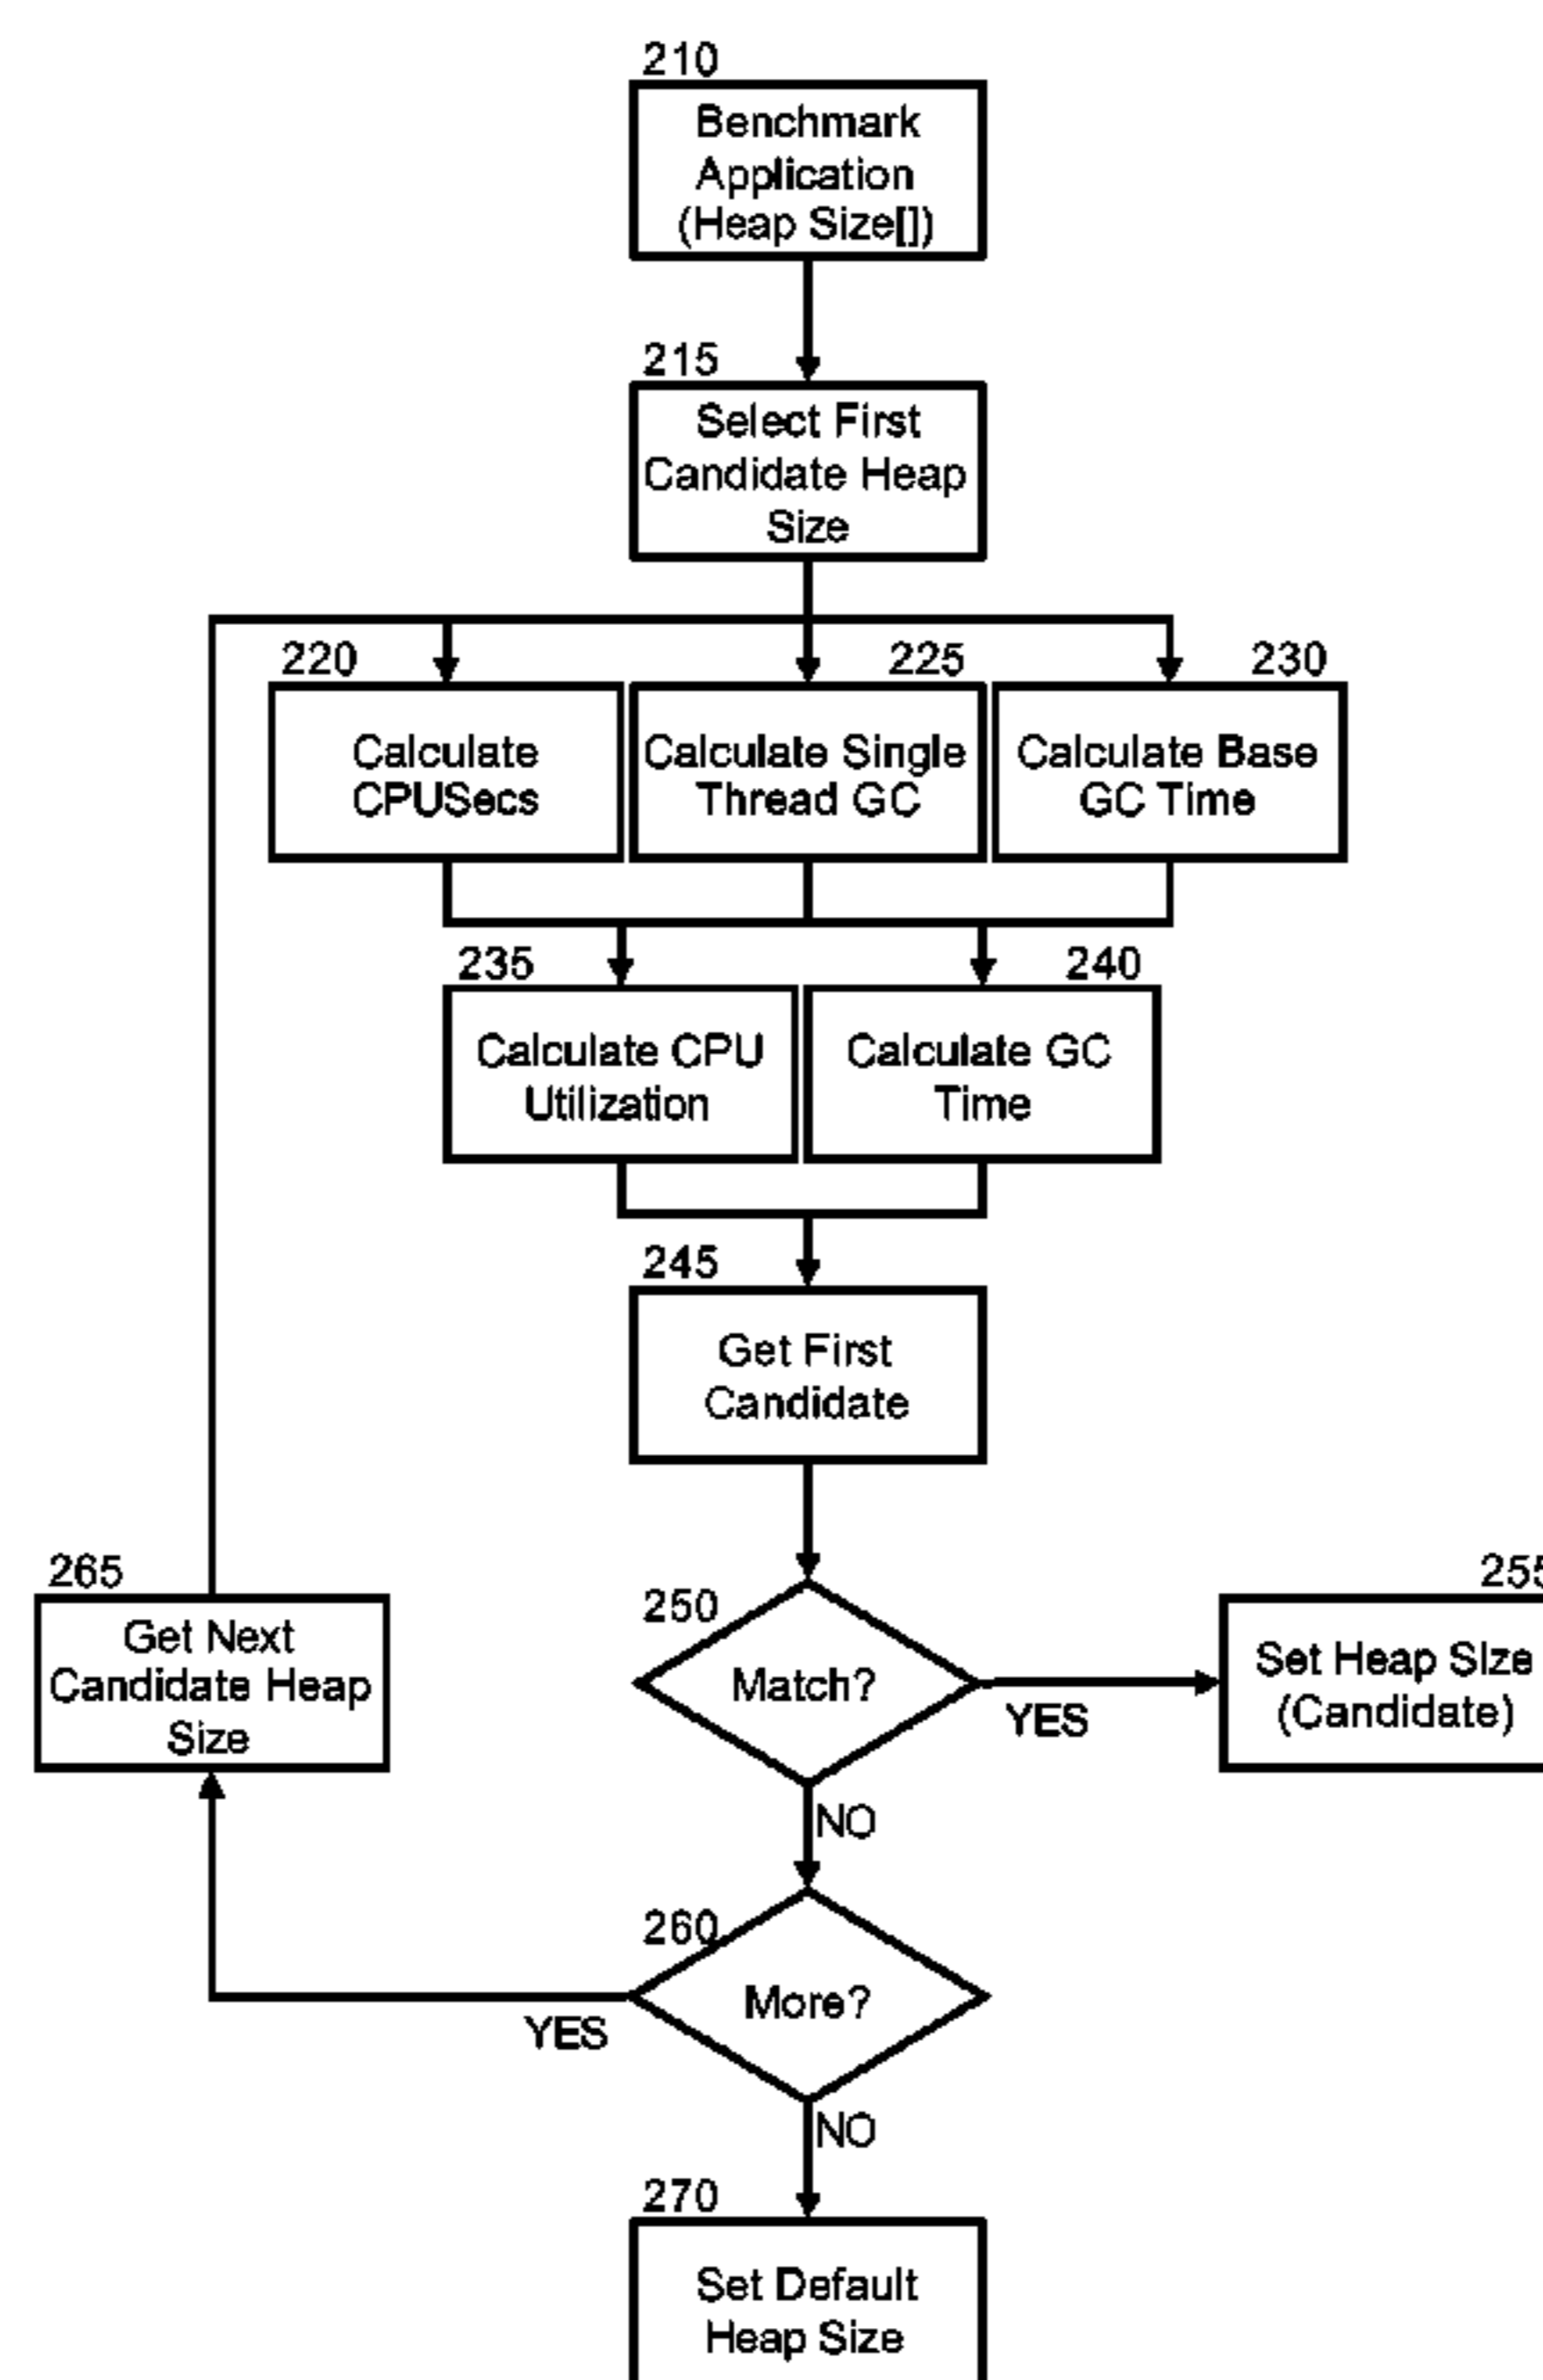 210
Benchmark
Application
(Heap Size[])
215
Select First
Candidate Heap
Size
220
Calculate
CPUSecs
225
Calculate Single
Thread GC
230
Calculate Base
GC Time
235
Calculate CPU
Utilization
240
Calculate GC
Time
245
Get First
Candidate
250
Match?
YES
255
Set Heap Size
(Candidate)
NO
265
Get Next
Candidate Heap
Size
260
More?
YES
NO
270
Set Default
Heap Size